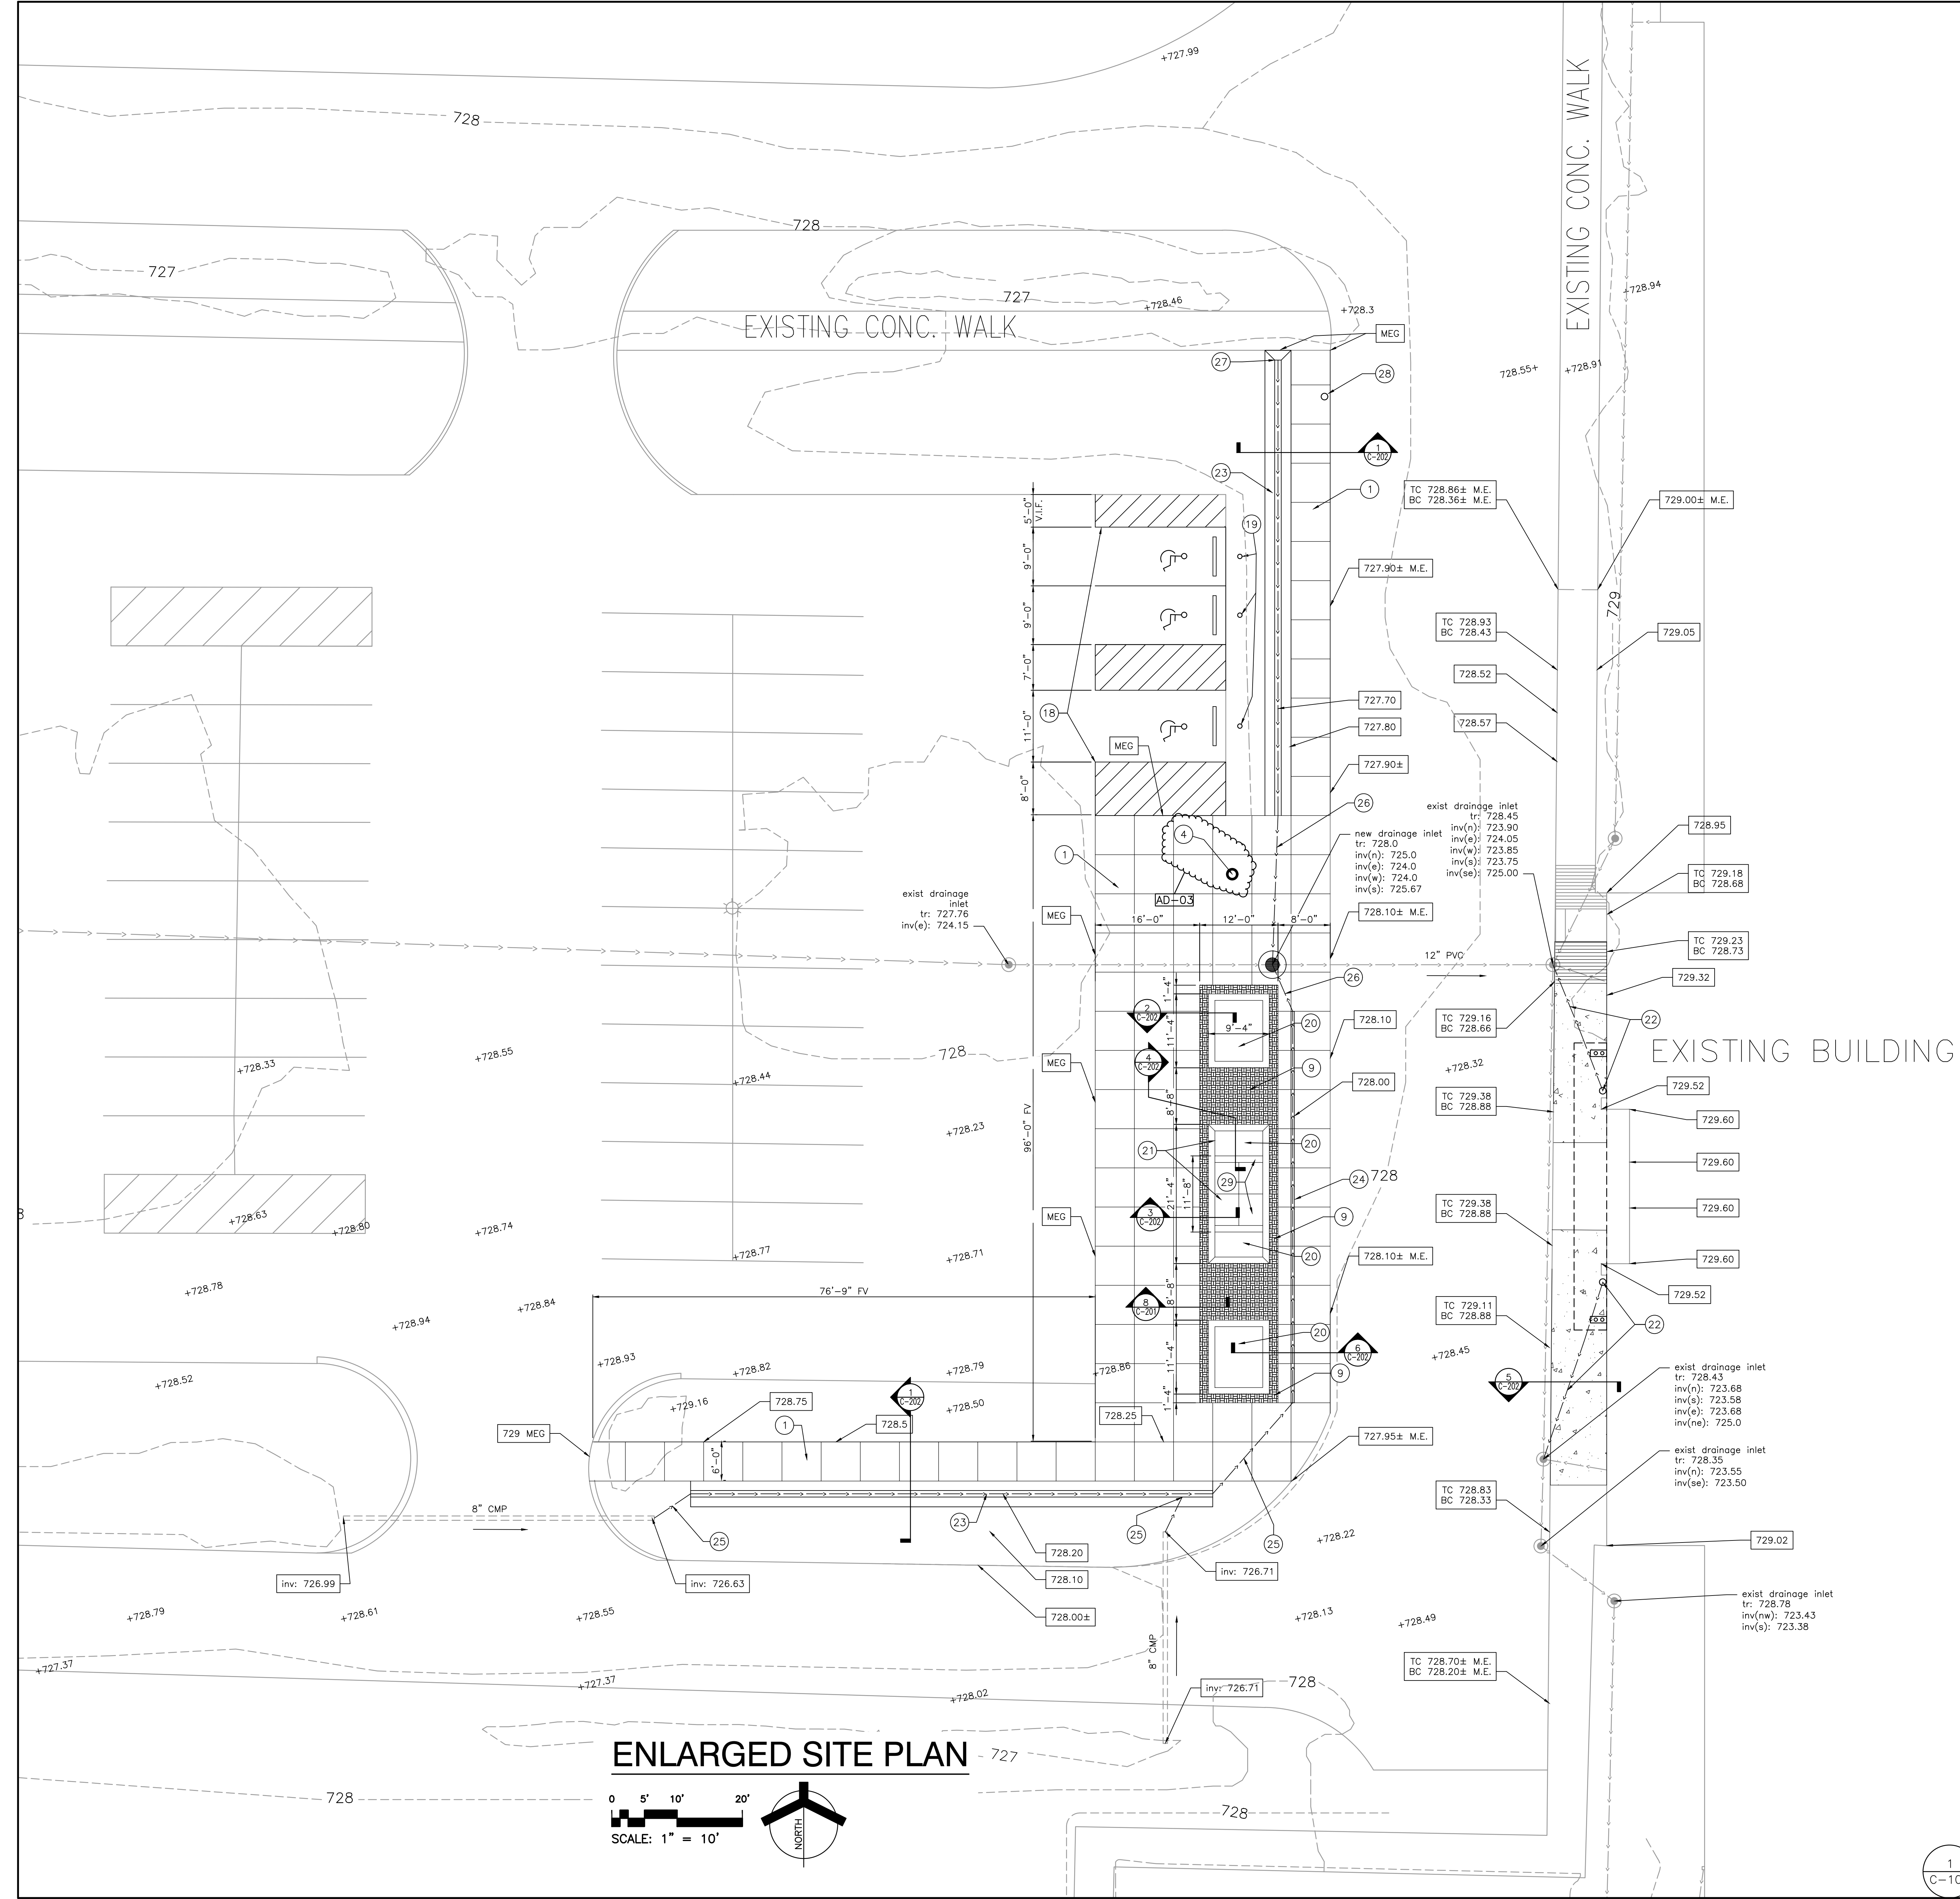 +727.99
728
EXISTING CONC. WALK
728
727
727
+728.46
+728.3
+728.94
EXISTING CONC. WALK
MEG
27
28
728.55+
+728.91
1
C-202
23
1
TC 728.86± M.E.
BC 728.36± M.E.
729.00± M.E.
5'-0"
V.I.F.
19
9'-0"
727.90± M.E.
9'-0"
729
TC 728.93
BC 728.43
729.05
7'-0"
728.52
727.70
18
11'-0"
728.57
727.80
MEG
727.90±
8'-0"
26
exist drainage inlet
tr: 728.45
inv(n): 723.90
inv(e): 724.05
inv(w): 723.85
inv(s): 723.75
inv(se): 725.00
new drainage inlet
tr: 728.0
inv(n): 725.0
inv(e): 724.0
inv(w): 724.0
inv(s): 725.67
728.95
4
1
TC 729.18
BC 728.68
AD-03
exist drainage
inlet
tr: 727.76
inv(e): 724.15
MEG
16'-0"
12'-0"
8'-0"
728.10± M.E.
TC 729.23
BC 728.73
12" PVC
26
729.32
1'-4"
2
C-202
11'-4"
9'-4"
20
728.10
TC 729.16
BC 728.66
22
EXISTING BUILDING
728
+728.55
+728.33
+728.44
MEG
4
C-202
9
+728.32
728.00
729.52
8'-8"
TC 729.38
BC 728.88
729.60
+728.23
96'-0" FV
20
21
729.60
29
24
728
21'-4"
11'-8"
TC 729.38
BC 728.88
729.60
8
+728.63
+728.80
+728.74
+728.77
+728.71
MEG
3
C-202
9
20
728.10± M.E.
729.60
+728.78
+728.84
+728.94
76'-9" FV
8'-8"
8
C-201
729.52
TC 729.11
BC 728.88
22
20
6
C-202
+728.93
+728.82
+728.79
+728.86
11'-4"
+728.45
9
exist drainage inlet
tr: 728.43
inv(n): 723.68
inv(s): 723.58
inv(e): 723.68
inv(ne): 725.0
5
C-202
+728.52
1
C-202
1'-4"
+729.16
728.75
+728.50
728.25
729 MEG
1
728.5
727.95± M.E.
6'-0"
exist drainage inlet
tr: 728.35
inv(n): 723.55
inv(se): 723.50
TC 728.83
BC 728.33
8" CMP
25
23
25
25
+728.22
729.02
728.20
728.10
inv: 726.99
inv: 726.63
inv: 726.71
exist drainage inlet
tr: 728.78
inv(nw): 723.43
inv(s): 723.38
+728.79
+728.61
+728.55
728.00±
+728.13
+728.49
8" CMP
TC 728.70± M.E.
BC 728.20± M.E.
+727.37
+727.37
+728.02
inv: 726.71
728
ENLARGED SITE PLAN
727
728
0 5' 10' 20'
SCALE: 1" = 10'
NORTH
728
1
C-10